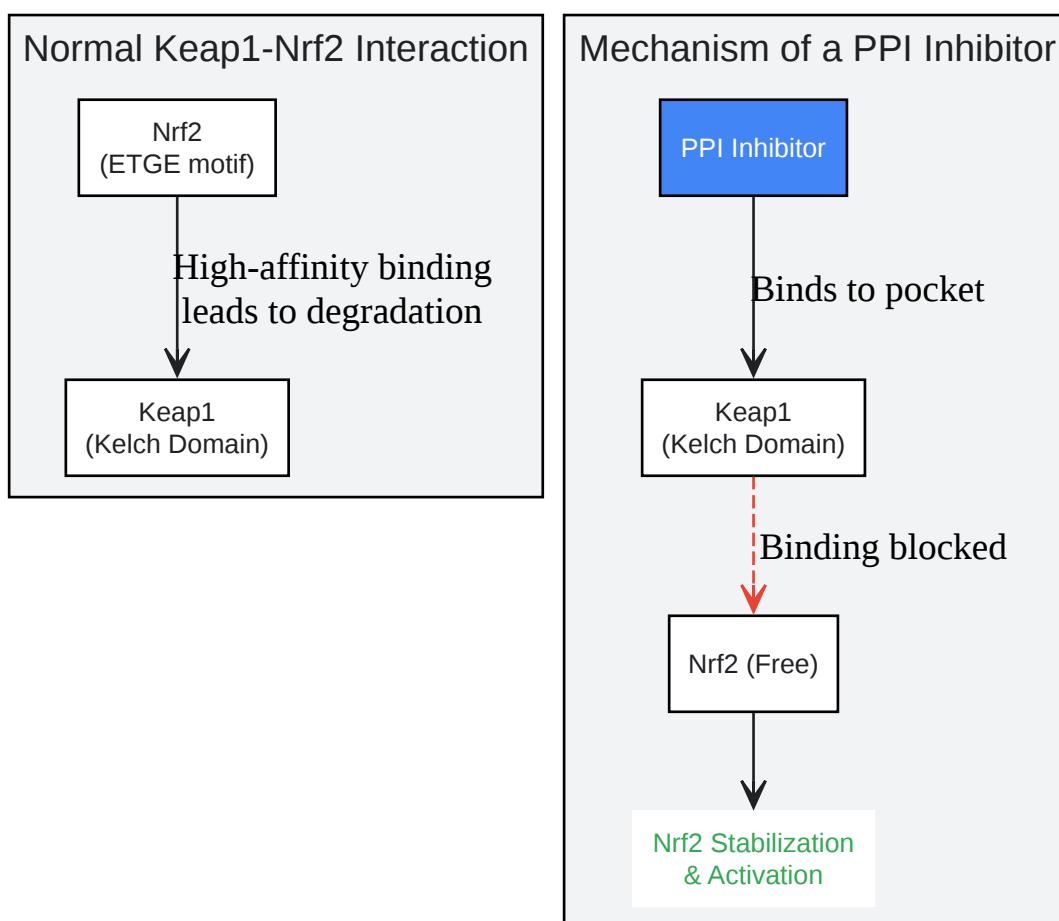 Normal Keap1-Nrf2 Interaction
Nrf2
(ETGE motif)
High-affinity binding
leads to degradation
Keap1
(Kelch Domain)
Mechanism of a PPI Inhibitor
PPI Inhibitor
Binds to pocket
Keap1
(Kelch Domain)
Binding blocked
Nrf2 (Free)
Nrf2 Stabilization
& Activation